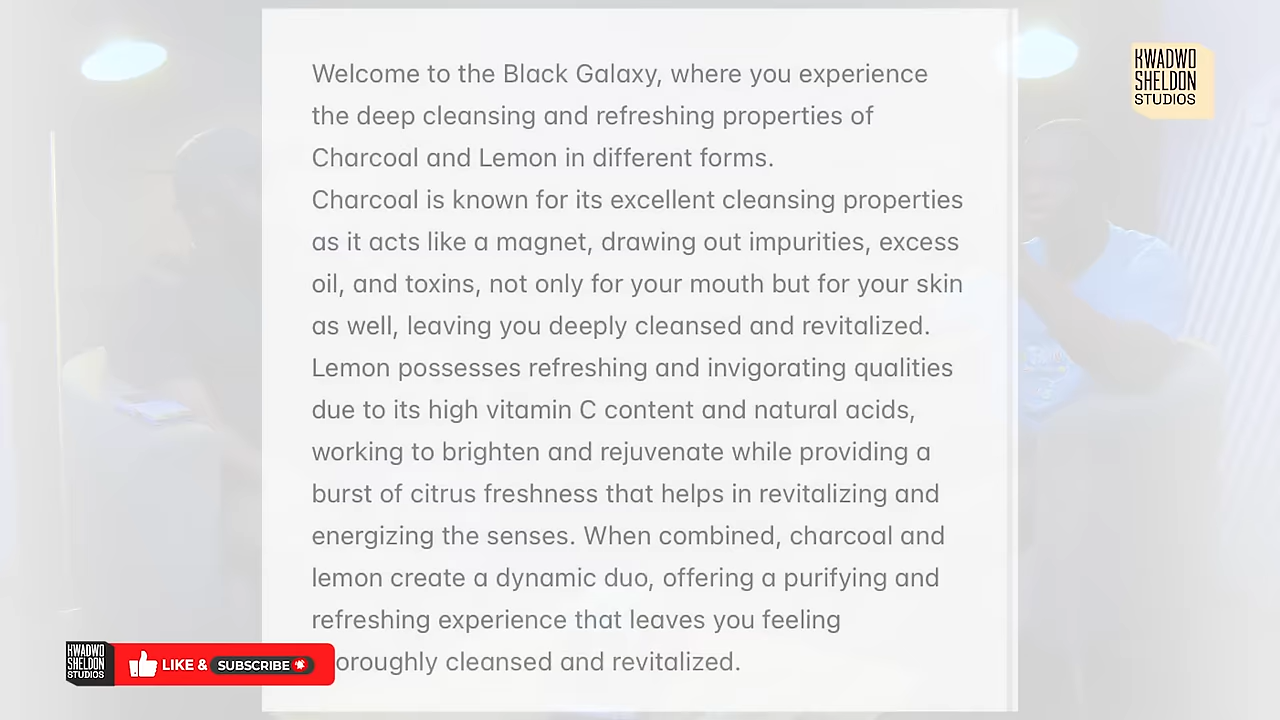 Welcome to the Black Galaxy, where you experience
the deep cleansing and refreshing properties of
Charcoal and Lemon in different forms.
Charcoal is known for its excellent cleansing properties
as it acts like a magnet, drawing out impurities, excess
oil, and toxins, not only for your mouth but for your skin
as well, leaving you deeply cleansed and revitalized.
Lemon possesses refreshing and invigorating qualities
due to its high vitamin C content and natural acids,
working to brighten and rejuvenate while providing a
burst of citrus freshness that helps in revitalizing and
energizing the senses. When combined, charcoal and
lemon create a dynamic duo, offering a purifying and
refreshing experience that leaves you feeling
oroughly cleansed and revitalized.
KWADWO
SHELDON
STUDIOS
KWADWO
SHELDON
STUDIOS
LIKE & SUBSCRIBE